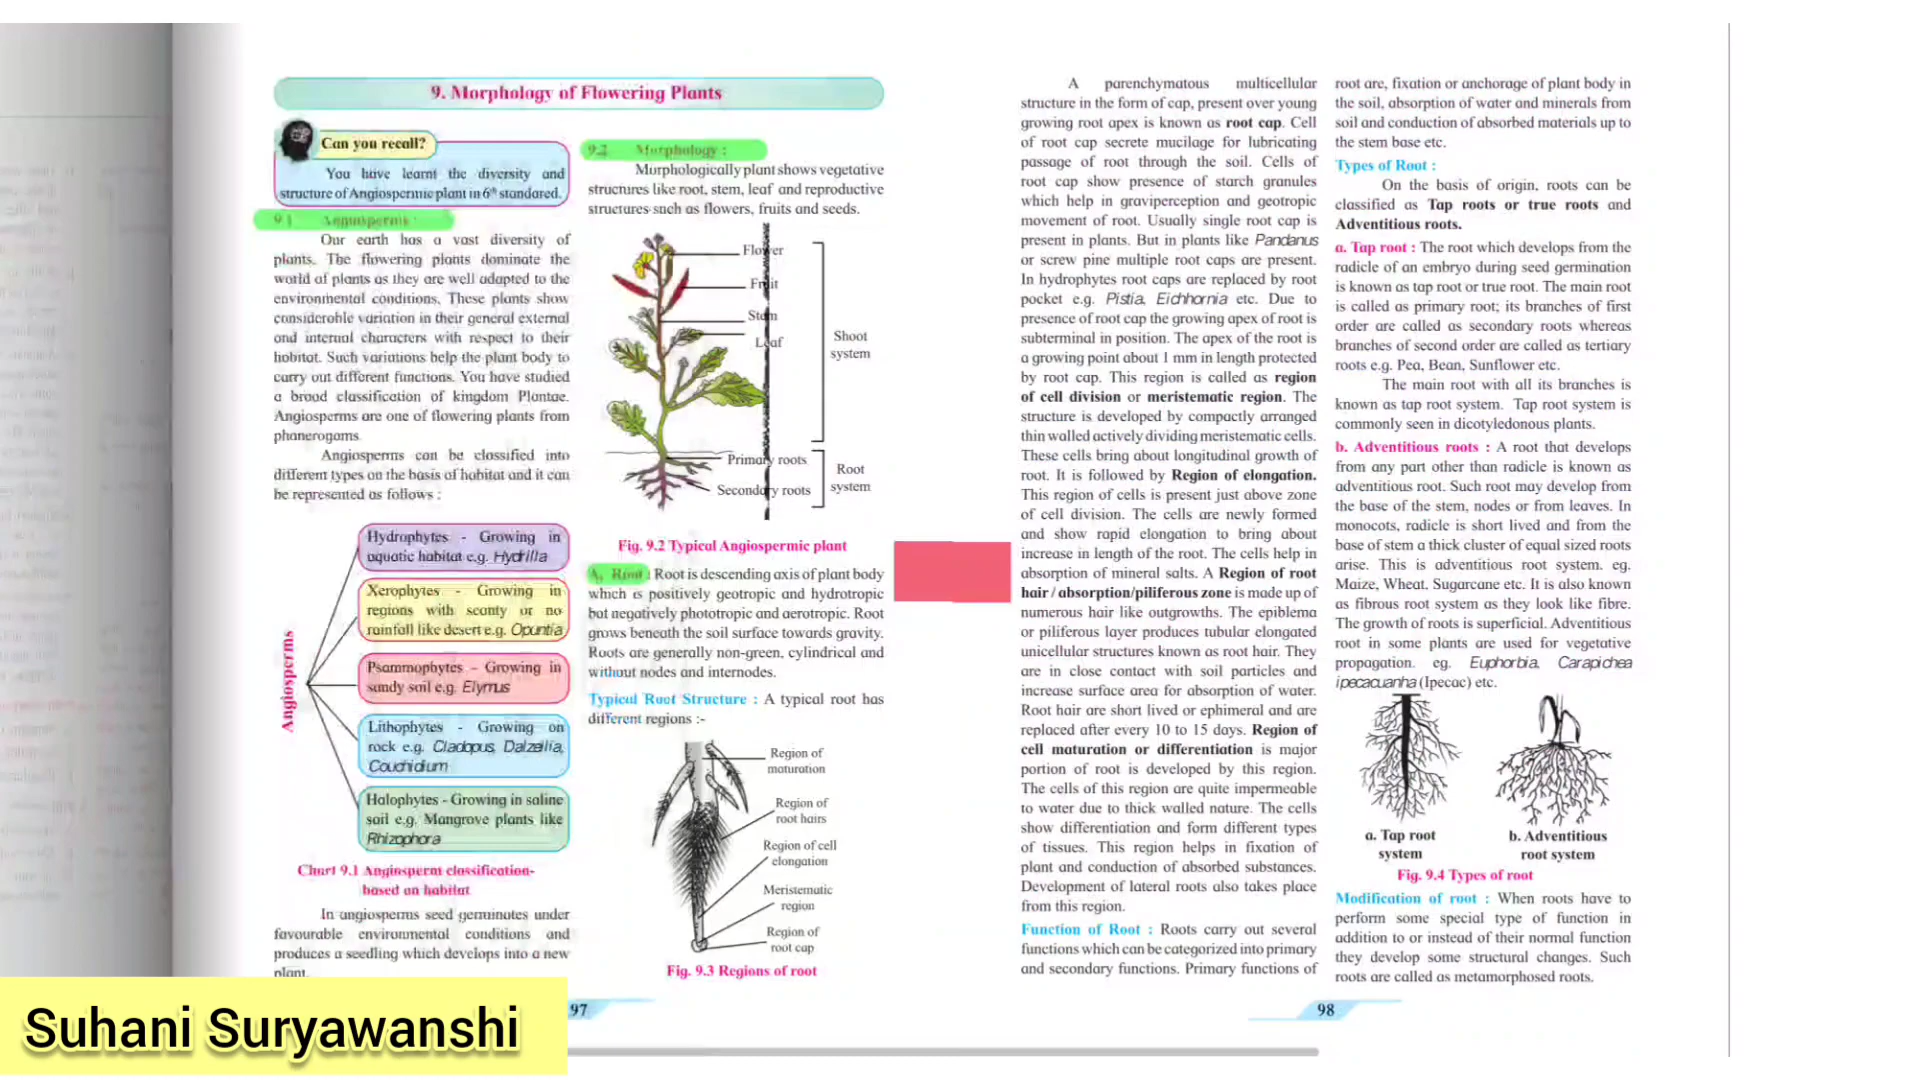 9. Morphology of Flowering Plants
Can you recall?
You have learnt the diversity and
structure of Angiospermic plant in 6th standared.
9.1 Angiosperms :
Our earth has a vast diversity of
plants. The flowering plants dominate the
world of plants as they are well adapted to the
environmental conditions. These plants show
considerable variation in their general external
and internal characters with respect to their
habitat. Such variations help the plant body to
carry out different functions. You have studied
a broad classification of kingdom Plantae.
Angiosperms are one of flowering plants from
phanerogams.
Angiosperms can be classified into
different types on the basis of habitat and it can
be represented as follows :
Angiosperms
Hydrophytes - Growing in
aquatic habitat e.g. Hydrilla
Xerophytes - Growing in
regions with scanty or no
rainfall like desert e.g. Opuntia
Psammophytes - Growing in
sandy soil e.g. Elymus
Lithophytes - Growing on
rock e.g. Cladopus, Dalzellia,
Couchidium
Halophytes - Growing in saline
soil e.g. Mangrove plants like
Rhizophora
Chart 9.1 Angiosperm classification-
based on habitat
In angiosperms seed germinates under
favourable environmental conditions and
produces a seedling which develops into a new
plant.
9.2 Morphology :
Morphologically plant shows vegetative
structures like root, stem, leaf and reproductive
structures such as flowers, fruits and seeds.
Flower
Fruit
Stem
Leaf
Shoot
system
Primary roots
Secondary roots
Root
system
Fig. 9.2 Typical Angiospermic plant
A. Root : Root is descending axis of plant body
which is positively geotropic and hydrotropic
but negatively phototropic and aerotropic. Root
grows beneath the soil surface towards gravity.
Roots are generally non-green, cylindrical and
without nodes and internodes.
Typical Root Structure : A typical root has
different regions :-
Region of
maturation
Region of
root hairs
Region of cell
elongation
Meristematic
region
Region of
root cap
Fig. 9.3 Regions of root
97
A parenchymatous multicellular
structure in the form of cap, present over young
growing root apex is known as root cap. Cell
of root cap secrete mucilage for lubricating
passage of root through the soil. Cells of
root cap show presence of starch granules
which help in graviperception and geotropic
movement of root. Usually single root cap is
present in plants. But in plants like Pandanus
or screw pine multiple root caps are present.
In hydrophytes root caps are replaced by root
pocket e.g. Pistia, Eichhornia etc. Due to
presence of root cap the growing apex of root is
subterminal in position. The apex of the root is
a growing point about 1 mm in length protected
by root cap. This region is called as region
of cell division or meristematic region. The
structure is developed by compactly arranged
thin walled actively dividing meristematic cells.
These cells bring about longitudinal growth of
root. It is followed by Region of elongation.
This region of cells is present just above zone
of cell division. The cells are newly formed
and show rapid elongation to bring about
increase in length of the root. The cells help in
absorption of mineral salts. A Region of root
hair / absorption/piliferous zone is made up of
numerous hair like outgrowths. The epiblema
or piliferous layer produces tubular elongated
unicellular structures known as root hair. They
are in close contact with soil particles and
increase surface area for absorption of water.
Root hair are short lived or ephimeral and are
replaced after every 10 to 15 days. Region of
cell maturation or differentiation is major
portion of root is developed by this region.
The cells of this region are quite impermeable
to water due to thick walled nature. The cells
show differentiation and form different types
of tissues. This region helps in fixation of
plant and conduction of absorbed substances.
Development of lateral roots also takes place
from this region.
Function of Root : Roots carry out several
functions which can be categorized into primary
and secondary functions. Primary functions of
root are, fixation or anchorage of plant body in
the soil, absorption of water and minerals from
soil and conduction of absorbed materials up to
the stem base etc.
Types of Root :
On the basis of origin, roots can be
classified as Tap roots or true roots and
Adventitious roots.
a. Tap root : The root which develops from the
radicle of an embryo during seed germination
is known as tap root or true root. The main root
is called as primary root; its branches of first
order are called as secondary roots whereas
branches of second order are called as tertiary
roots e.g. Pea, Bean, Sunflower etc.
The main root with all its branches is
known as tap root system. Tap root system is
commonly seen in dicotyledonous plants.
b. Adventitious roots : A root that develops
from any part other than radicle is known as
adventitious root. Such root may develop from
the base of the stem, nodes or from leaves. In
monocots, radicle is short lived and from the
base of stem a thick cluster of equal sized roots
arise. This is adventitious root system. eg.
Maize, Wheat, Sugarcane etc. It is also known
as fibrous root system as they look like fibre.
The growth of roots is superficial. Adventitious
root in some plants are used for vegetative
propagation. eg. Euphorbia, Carapichea
ipecacuanha (Ipecac) etc.
a. Tap root
system
b. Adventitious
root system
Fig. 9.4 Types of root
Modification of root : When roots have to
perform some special type of function in
addition to or instead of their normal function
they develop some structural changes. Such
roots are called as metamorphosed roots.
98
Suhani Suryawanshi